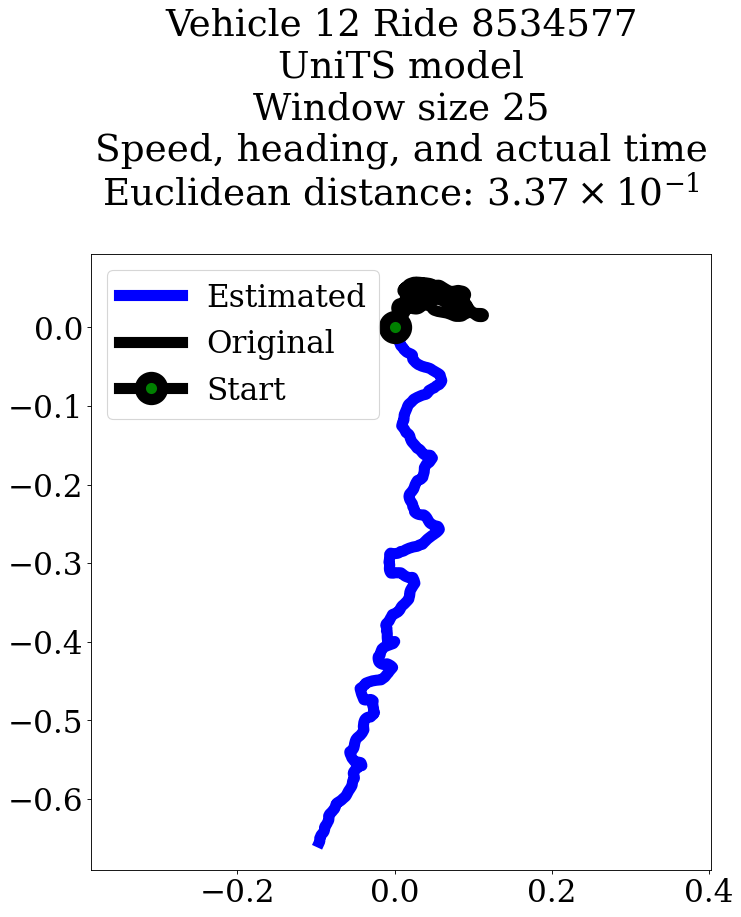 Vehicle 12 Ride 8534577
UniTS model
Window size 25
Speed, heading, and actual time
Euclidean distance: 3.37 × 10⁻¹
Estimated
Original
Start
0.0
−0.1
−0.2
−0.3
−0.4
−0.5
−0.6
−0.2 0.0 0.2 0.4